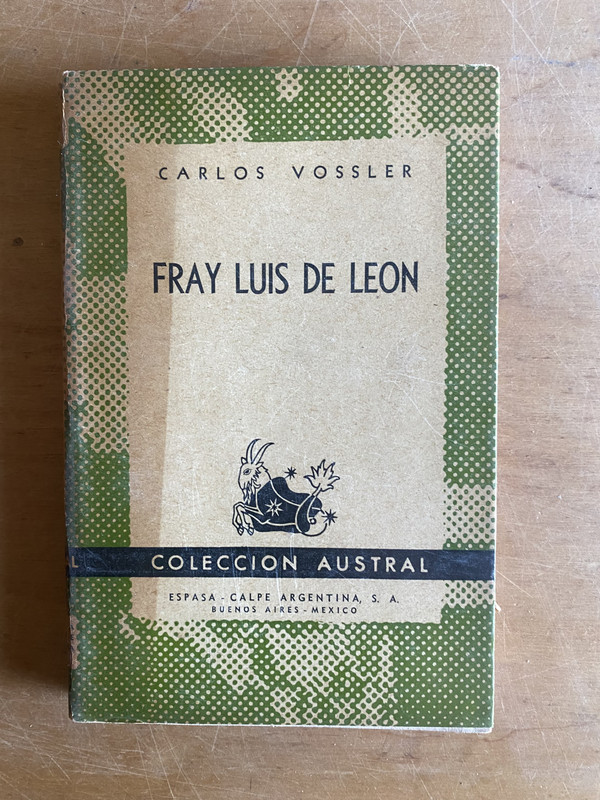 CARLOS VOSSLER
FRAY LUIS DE LEON
L COLECCION AUSTRAL
ESPASA - CALPE ARGENTINA, S. A.
BUENOS AIRES - MEXICO